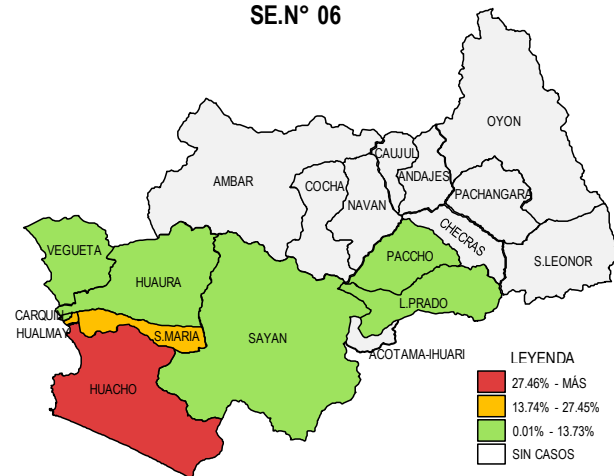 SE.N° 06
OYON
CAUJUL
ANDAJES
AMBAR
COCHA
PACHANGARA
NAVAN
CHECRAS
VEGUETA
PACCHO
S.LEONOR
HUAURA
L.PRADO
CARQUIN
HUALMAY
S.MARIA
SAYAN
ACOTAMA-IHUARI
HUACHO
LEYENDA
27.46% - MÁS
13.74% - 27.45%
0.01% - 13.73%
SIN CASOS